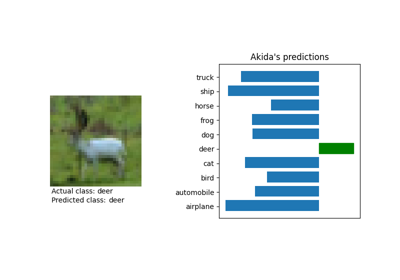 Akida's predictions
truck
ship
horse
frog
dog
deer
cat
bird
automobile
airplane
Actual class: deer
Predicted class: deer